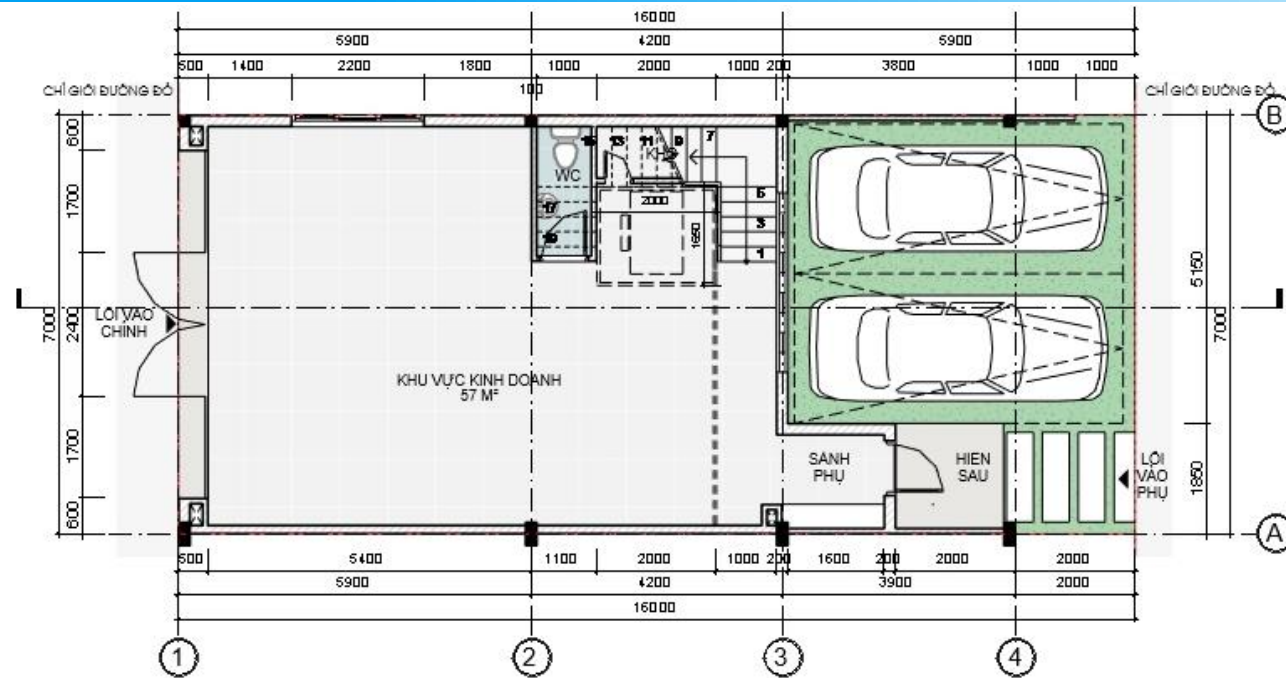 16000
5900 4200 5900
500 1400 2200 1800 1000 2000 1000 200 3800 1000 1000
100
CHỈ GIỚI ĐƯỜNG ĐỎ
CHỈ GIỚI ĐƯỜNG ĐỎ
B
600
1700
7000
2400
1700
600
15 13 11 9 7
KHO
WC
17
19
2000
1650
5
3
1
LỐI VÀO
CHÍNH
KHU VỰC KINH DOANH
57 M²
5150
7000
1850
SẢNH
PHỤ
HIÊN
SAU
LỐI
VÀO
PHỤ
A
500 5400 1100 2000 1000 200 1600 200 2000 2000
5900 4200 3900 2000
16000
1 2 3 4